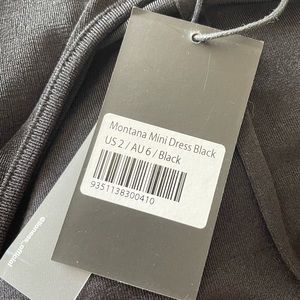 Montana Mini Dress Black
US 2 / AU 6 / Black
9351138300410